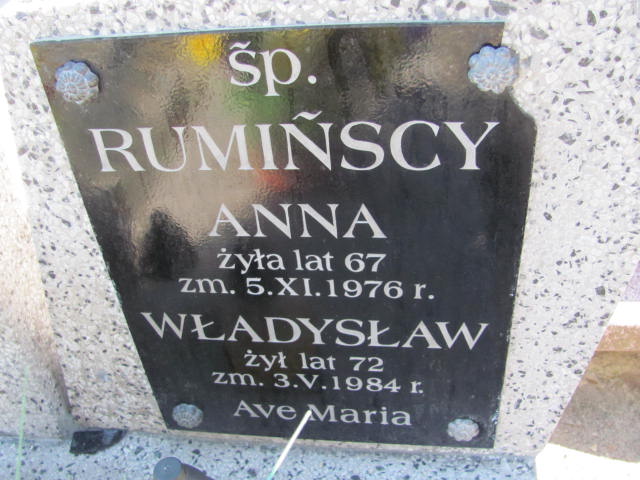 śp.
RUMIŃSCY
ANNA
żyła lat 67
zm. 5.XI.1976 r.
WŁADYSŁAW
żył lat 72
zm. 3.V.1984 r.
Ave Maria